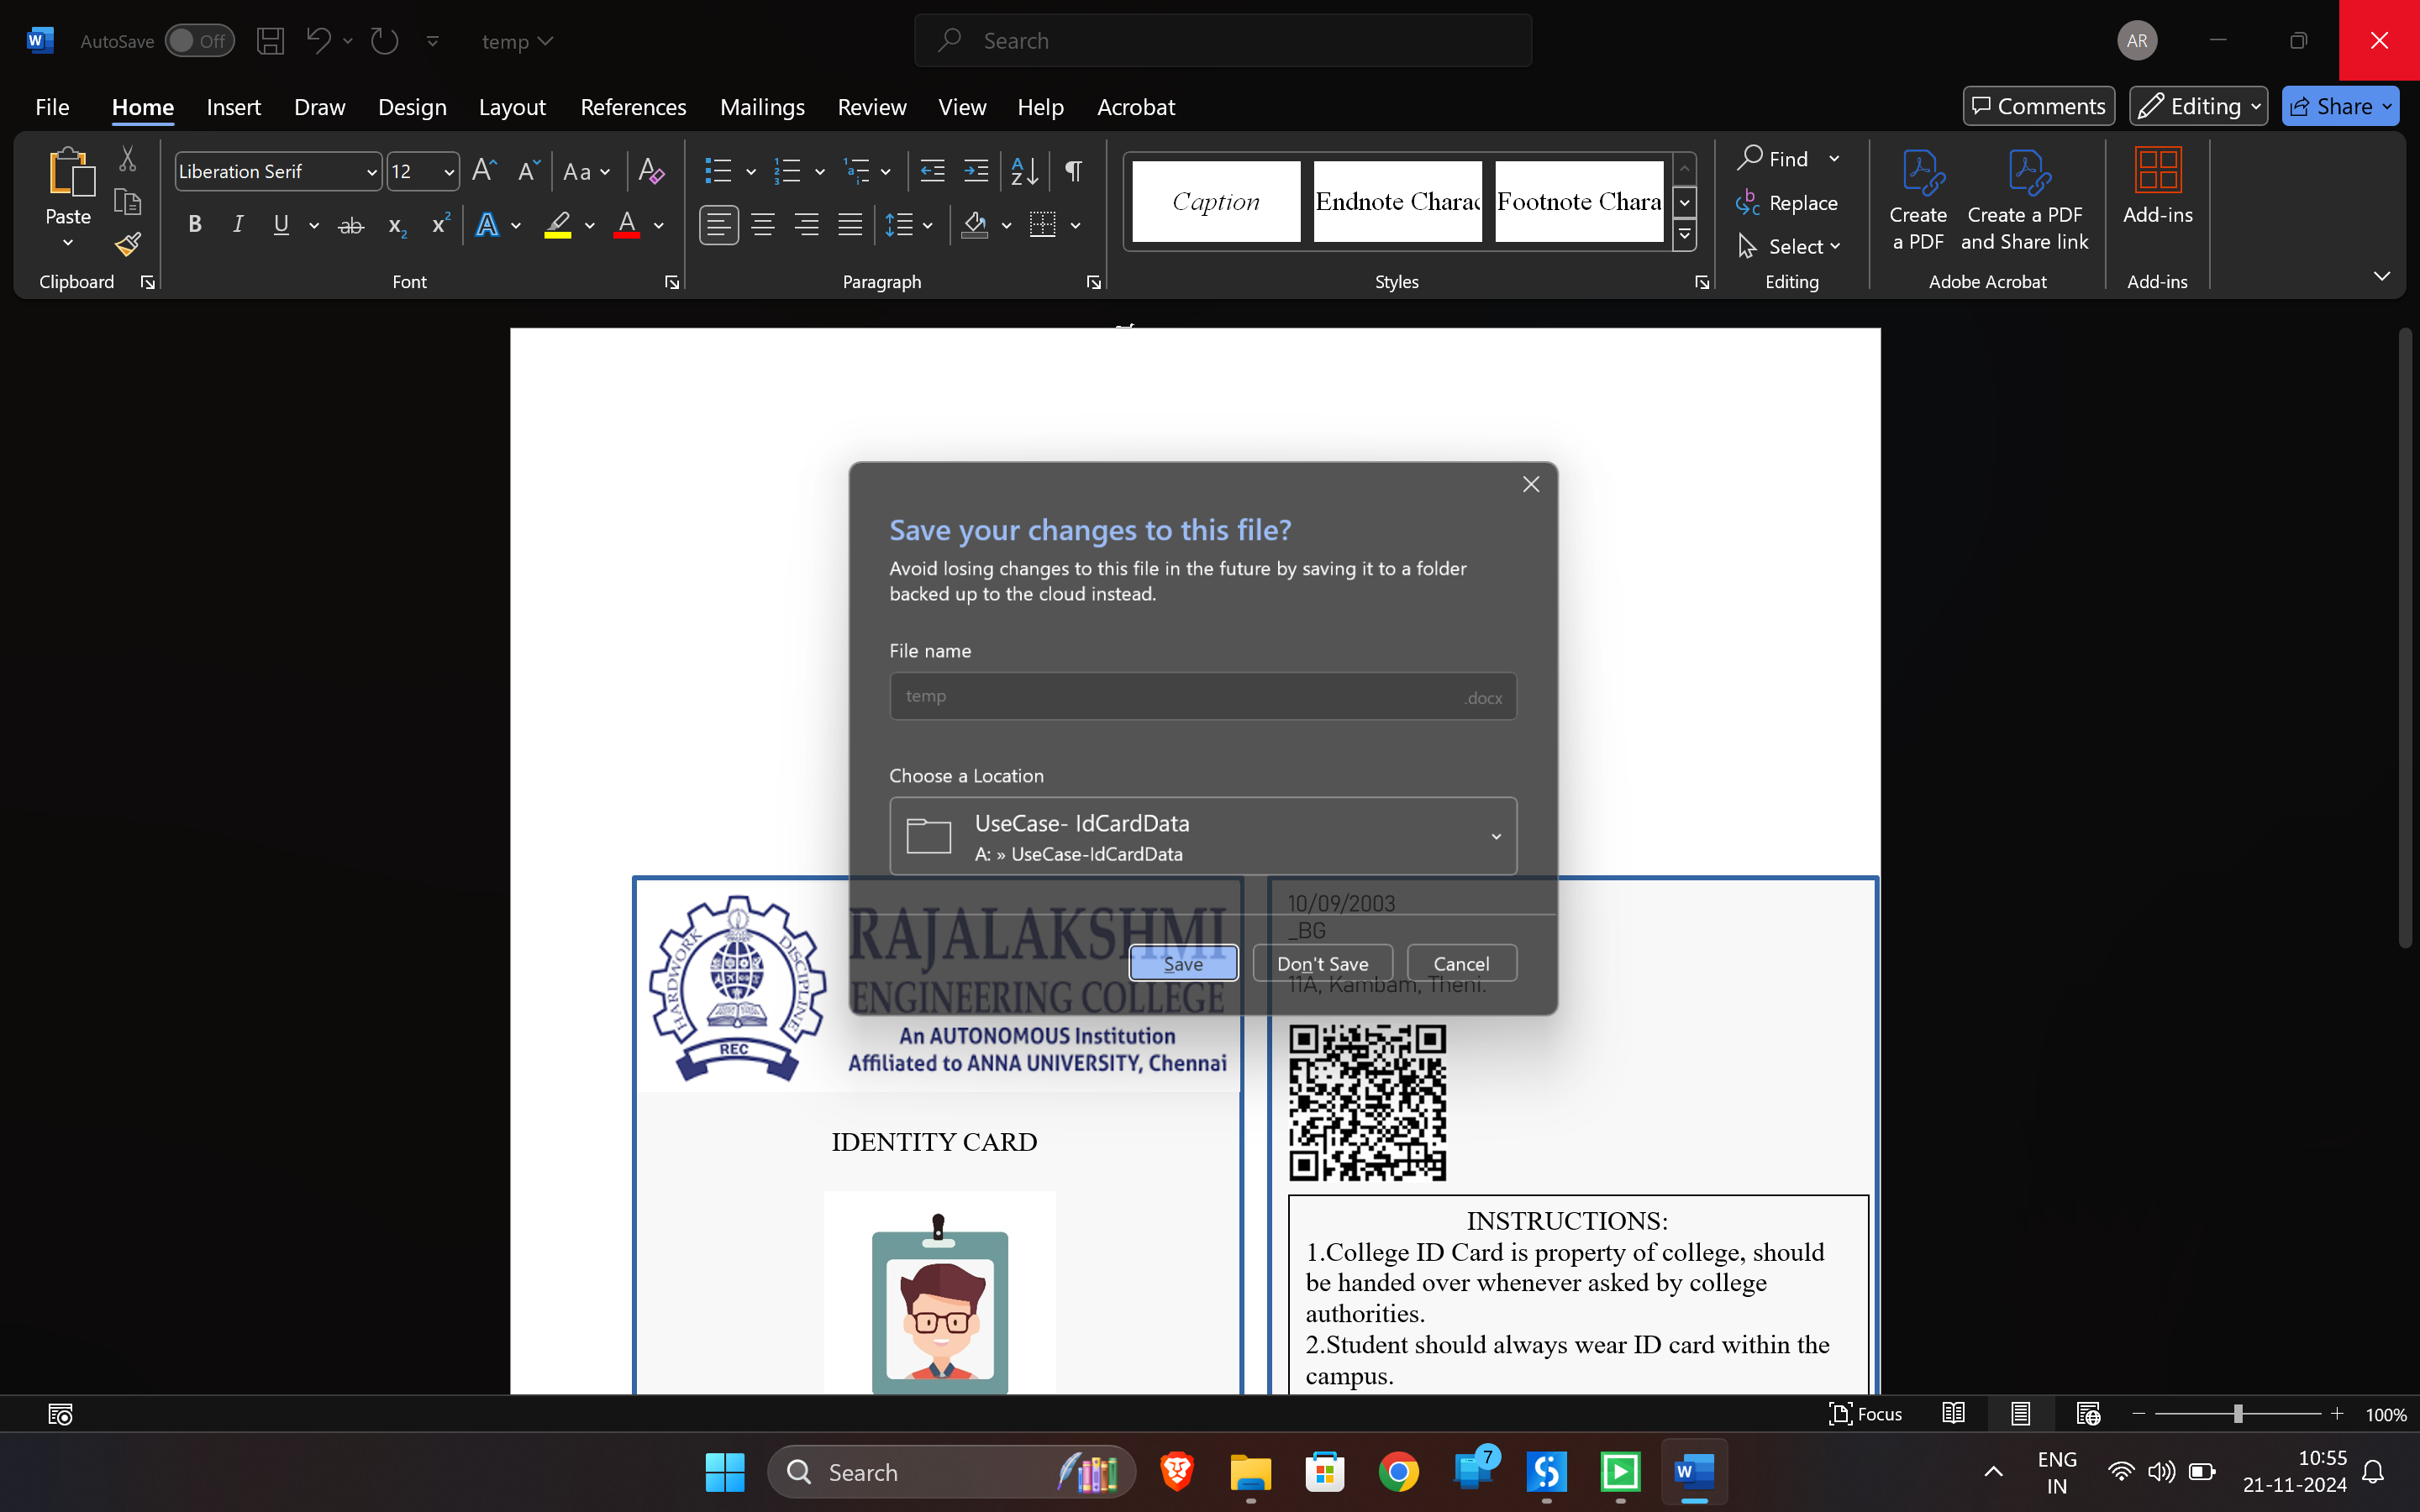 AutoSave Off temp Search AR
File Home Insert Draw Design Layout References Mailings Review View Help Acrobat Comments Editing Share
Paste
Liberation Serif 12
Caption Endnote Charac Footnote Chara
Find
Replace
Select
Create a PDF
Create a PDF and Share link
Add-ins
Clipboard Font Paragraph Styles Editing Adobe Acrobat Add-ins
Save your changes to this file?
Avoid losing changes to this file in the future by saving it to a folder
backed up to the cloud instead.
File name
temp .docx
Choose a Location
UseCase- IdCardData
A: » UseCase-IdCardData
Save Don't Save Cancel
HARDWORK DISCIPLINE
REC
RAJALAKSHMI
ENGINEERING COLLEGE
An AUTONOMOUS Institution
Affiliated to ANNA UNIVERSITY, Chennai
IDENTITY CARD
10/09/2003
_BG
11A, Kambam, Theni.
INSTRUCTIONS:
1.College ID Card is property of college, should
be handed over whenever asked by college
authorities.
2.Student should always wear ID card within the
campus.
Focus 100%
Search 7
ENG
IN
10:55
21-11-2024